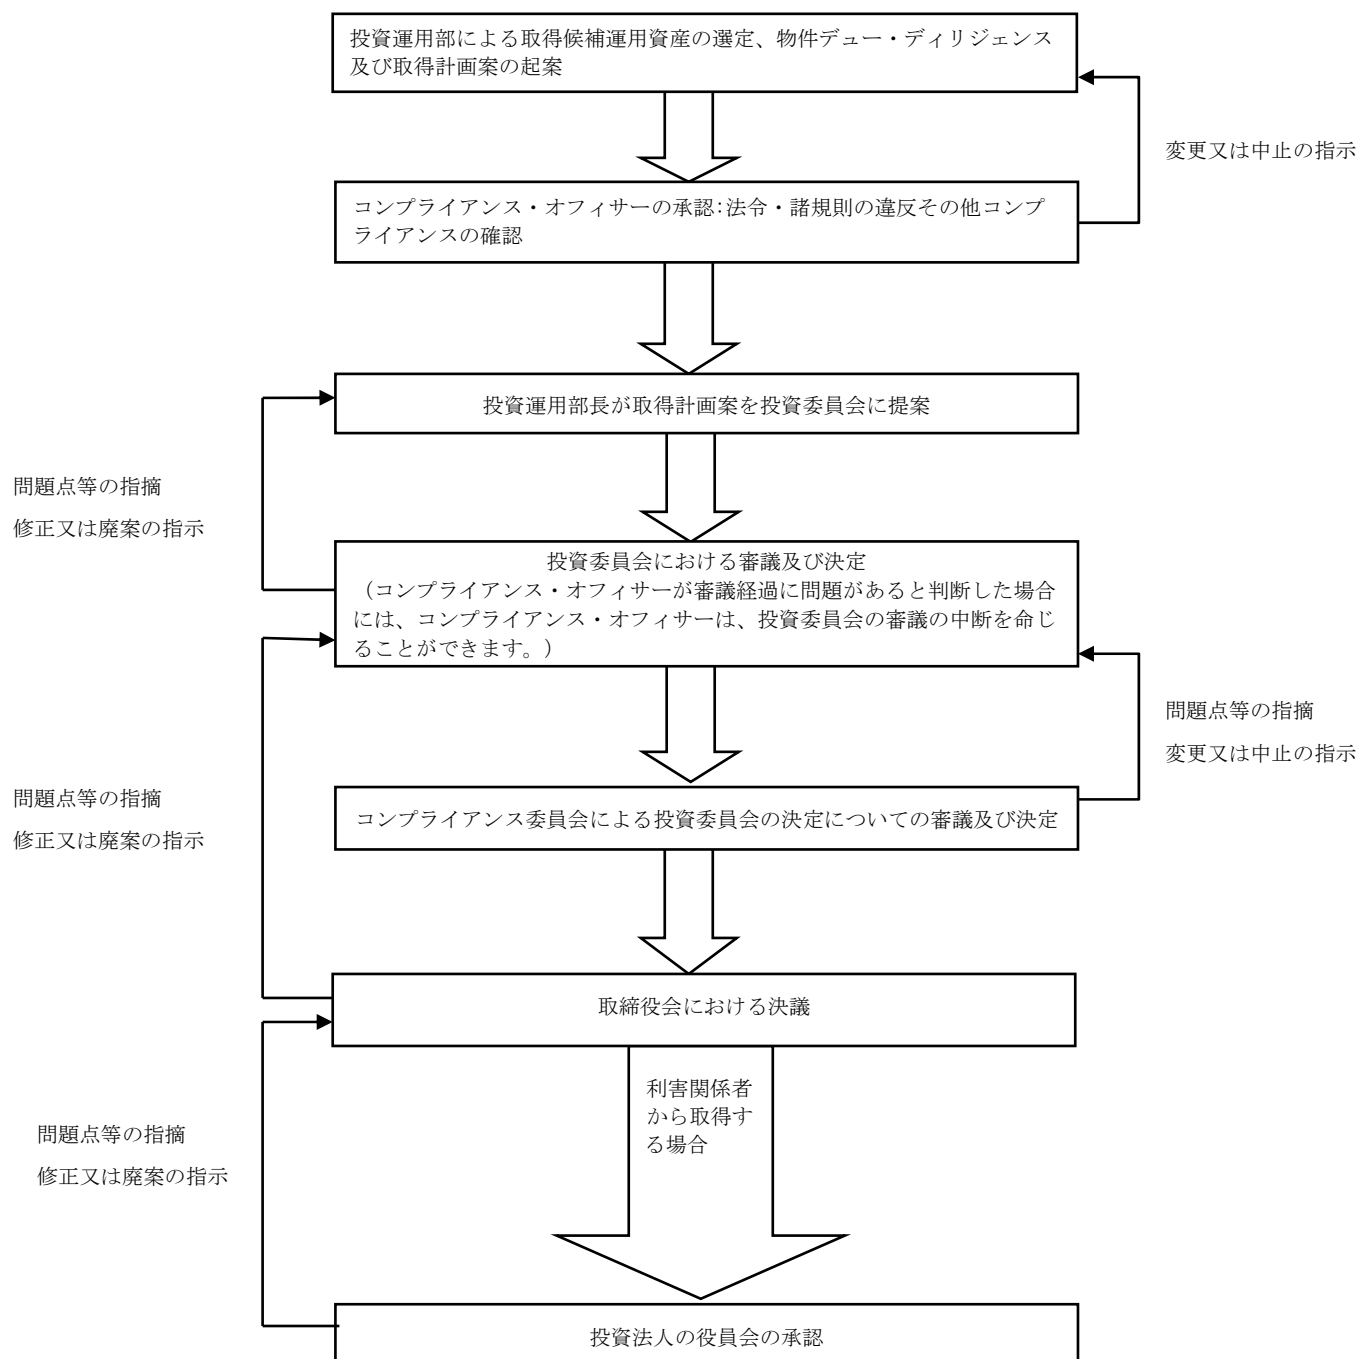 投資運用部による取得候補運用資産の選定、物件デュー・ディリジェンス
及び取得計画案の起案
変更又は中止の指示
コンプライアンス・オフィサーの承認:法令・諸規則の違反その他コンプ
ライアンスの確認
投資運用部長が取得計画案を投資委員会に提案
問題点等の指摘
修正又は廃案の指示
投資委員会における審議及び決定
（コンプライアンス・オフィサーが審議経過に問題があると判断した場合
には、コンプライアンス・オフィサーは、投資委員会の審議の中断を命じ
ることができます。）
問題点等の指摘
変更又は中止の指示
問題点等の指摘
修正又は廃案の指示
コンプライアンス委員会による投資委員会の決定についての審議及び決定
取締役会における決議
利害関係者
から取得す
る場合
問題点等の指摘
修正又は廃案の指示
投資法人の役員会の承認